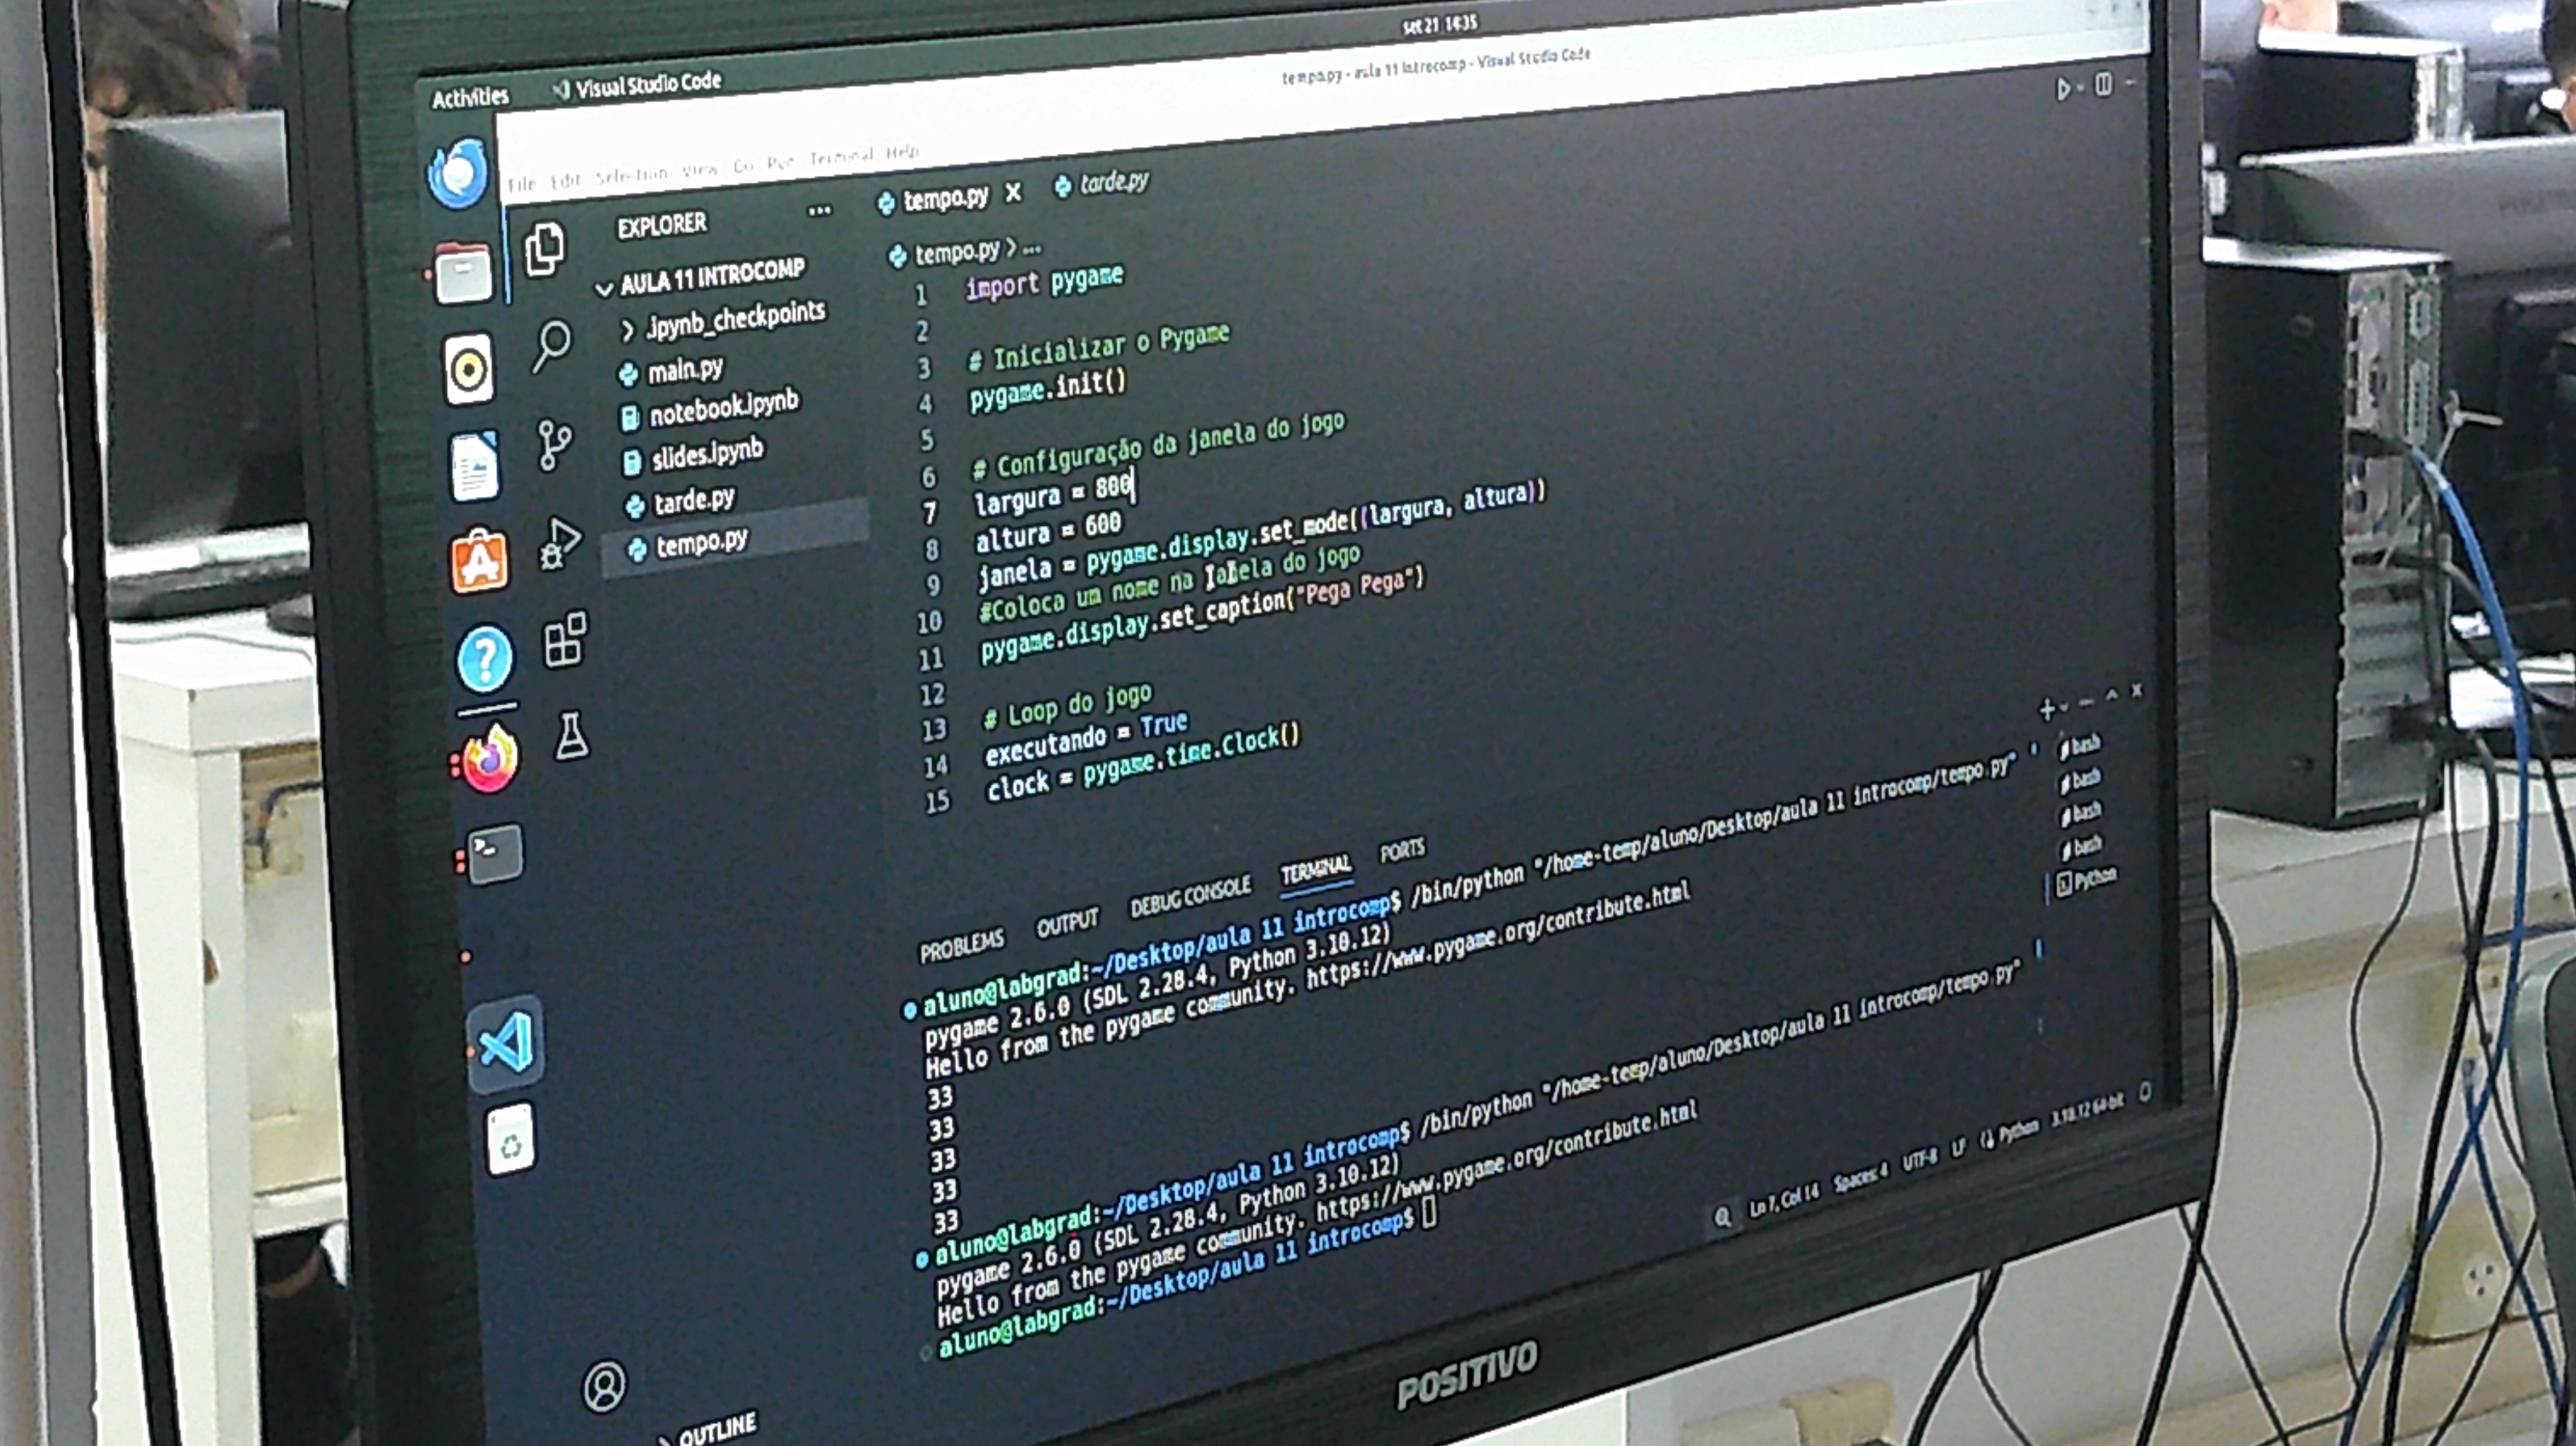 set 21 14:35
Activities
Visual Studio Code
tempo.py - aula 11 introcomp - Visual Studio Code
File Edit Selection View Go Run Terminal Help
EXPLORER
...
tempo.py
tarde.py
AULA 11 INTROCOMP
.ipynb_checkpoints
main.py
notebook.ipynb
slides.ipynb
tarde.py
tempo.py
OUTLINE
tempo.py > ...
1 import pygame
2
3 # Inicializar o Pygame
4 pygame.init()
5
6 # Configuração da janela do jogo
7 largura = 800
8 altura = 600
9 janela = pygame.display.set_mode((largura, altura))
10 #Coloca um nome na janela do jogo
11 pygame.display.set_caption("Pega Pega")
12
13 # Loop do jogo
14 executando = True
15 clock = pygame.time.Clock()
PROBLEMS OUTPUT DEBUG CONSOLE TERMINAL PORTS
aluno@labgrad:~/Desktop/aula 11 introcomp$ /bin/python "/home-temp/aluno/Desktop/aula 11 introcomp/tempo.py"
pygame 2.6.0 (SDL 2.28.4, Python 3.10.12)
Hello from the pygame community. https://www.pygame.org/contribute.html
33
33
33
33
33
aluno@labgrad:~/Desktop/aula 11 introcomp$ /bin/python "/home-temp/aluno/Desktop/aula 11 introcomp/tempo.py"
pygame 2.6.0 (SDL 2.28.4, Python 3.10.12)
Hello from the pygame community. https://www.pygame.org/contribute.html
aluno@labgrad:~/Desktop/aula 11 introcomp$
bash
bash
bash
bash
Python
Ln 7, Col 14 Spaces: 4 UTF-8 LF Python 3.10.12 64-bit
POSITIVO